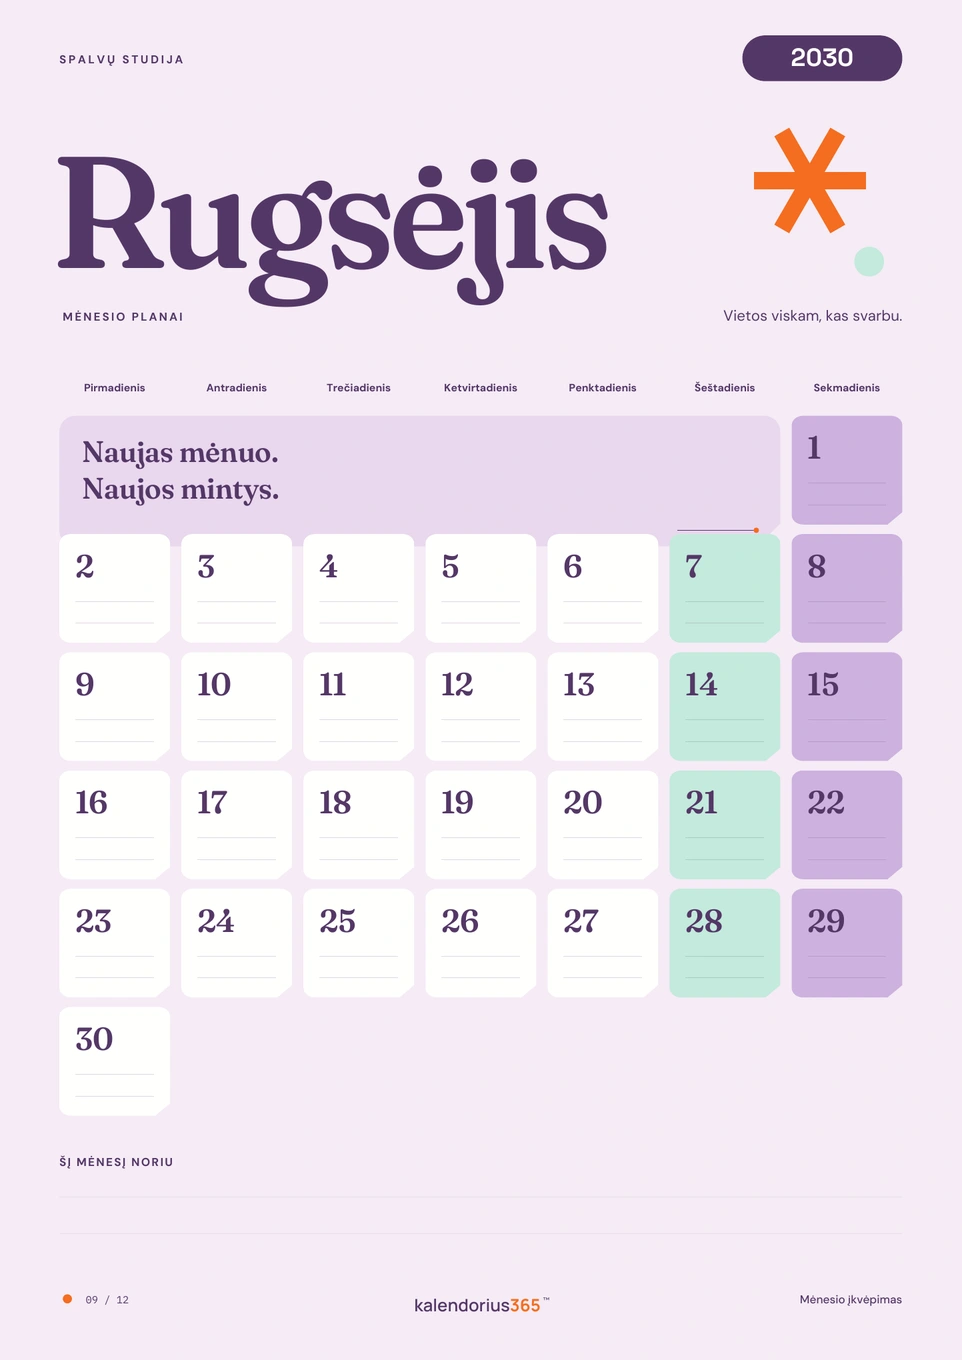 SPALVŲ STUDIJA
2030
Rugsėjis
MĖNESIO PLANAI
Vietos viskam, kas svarbu.
Pirmadienis Antradienis Trečiadienis Ketvirtadienis Penktadienis Šeštadienis Sekmadienis
Naujas mėnuo.
Naujos mintys.
1
2 3 4 5 6 7 8
9 10 11 12 13 14 15
16 17 18 19 20 21 22
23 24 25 26 27 28 29
30
ŠĮ MĖNESĮ NORIU
09 / 12
kalendorius365™
Mėnesio įkvėpimas